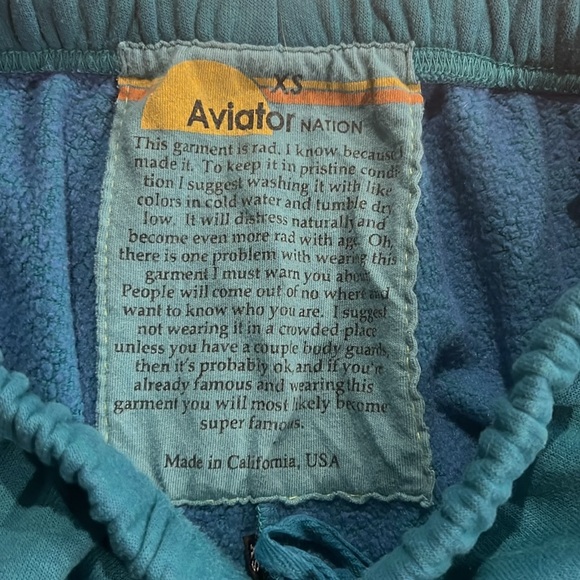 XS
Aviator NATION
This garment is rad. I know, because I
made it. To keep it in pristine condi-
tion I suggest washing it with like
colors in cold water and tumble dry
low. It will distress naturally and
become even more rad with age. Oh,
there is one problem with wearing this
garment I must warn you about.
People will come out of no where and
want to know who you are. I suggest
not wearing it in a crowded place
unless you have a couple body guards,
then it's probably ok and if you're
already famous and wearing this
garment you will most likely become
super famous.
Made in California, USA